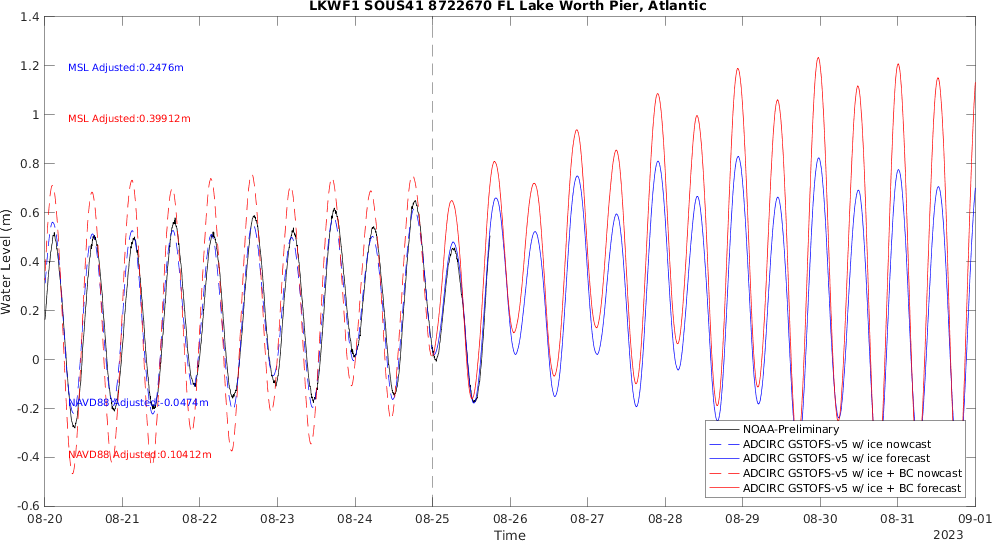 LKWF1 SOUS41 8722670 FL Lake Worth Pier, Atlantic
1.4
1.2
1
0.8
0.6
0.4
0.2
0
-0.2
-0.4
-0.6
Water Level (m)
MSL Adjusted:0.2476m
MSL Adjusted:0.39912m
NAVD88 Adjusted:-0.0474m
NAVD88 Adjusted:0.10412m
NOAA-Preliminary
ADCIRC GSTOFS-v5 w/ ice nowcast
ADCIRC GSTOFS-v5 w/ ice forecast
ADCIRC GSTOFS-v5 w/ ice + BC nowcast
ADCIRC GSTOFS-v5 w/ ice + BC forecast
08-20 08-21 08-22 08-23 08-24 08-25 08-26 08-27 08-28 08-29 08-30 08-31 09-01
Time
2023